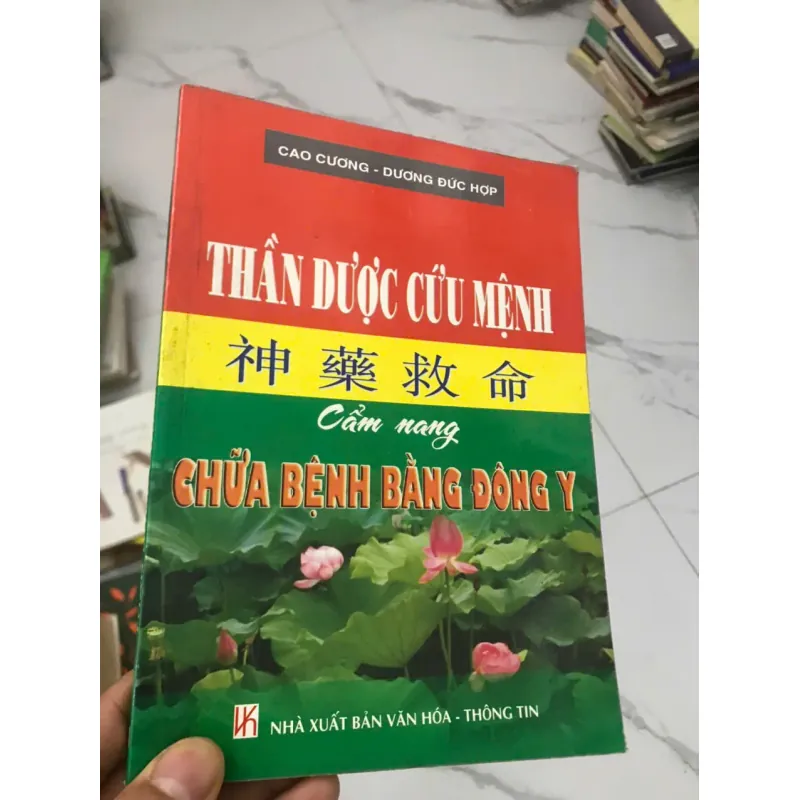 CAO CƯƠNG - DƯƠNG ĐỨC HỢP
THẦN DƯỢC CỨU MỆNH
神藥救命
Cẩm nang
CHỮA BỆNH BẰNG ĐÔNG Y
NHÀ XUẤT BẢN VĂN HÓA - THÔNG TIN